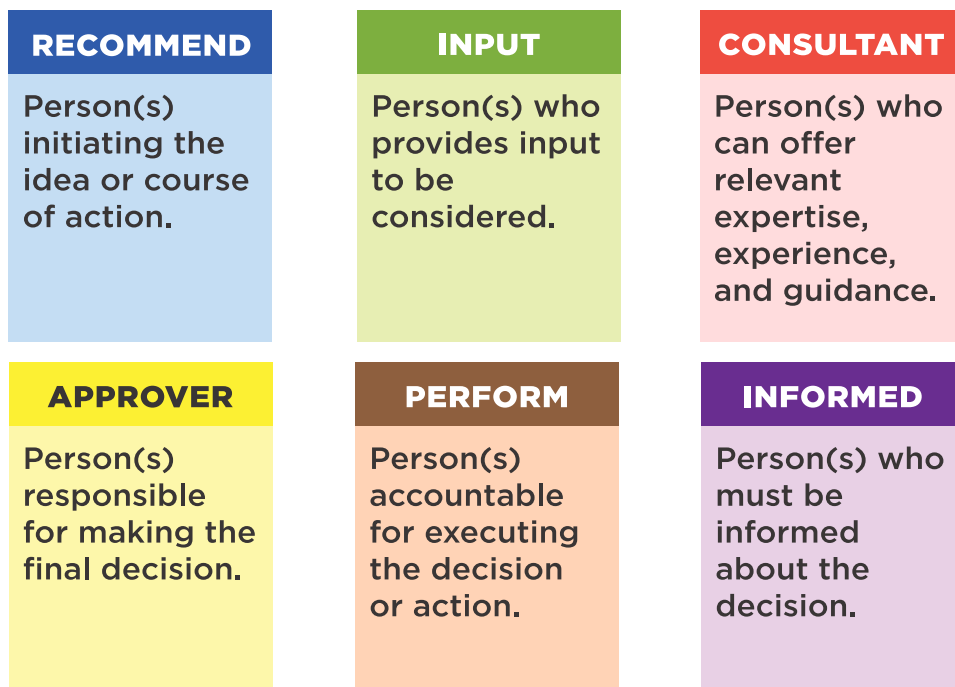 RECOMMEND
Person(s)
initiating the
idea or course
of action.
INPUT
Person(s) who
provides input
to be
considered.
CONSULTANT
Person(s) who
can offer
relevant
expertise,
experience,
and guidance.
APPROVER
Person(s)
responsible
for making the
final decision.
PERFORM
Person(s)
accountable
for executing
the decision
or action.
INFORMED
Person(s) who
must be
informed
about the
decision.